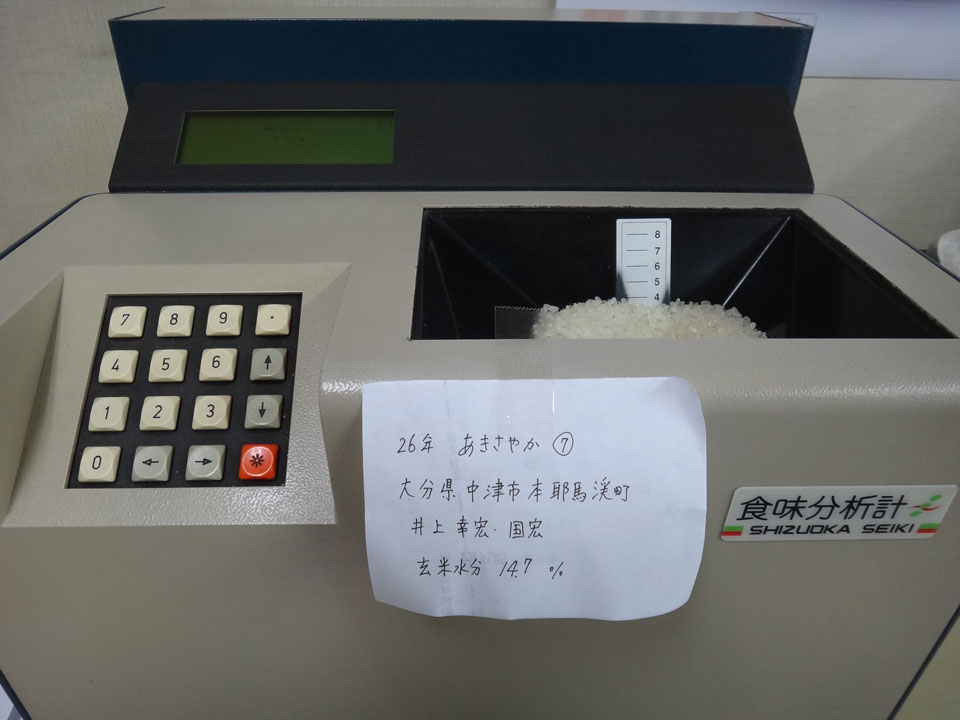 8
7
6
5
4
7 8 9 .
4 5 6 ↑
1 2 3 ↓
0 ← → *
26年 あきさやか ⑦
大分県中津市本耶馬渓町
井上幸宏・国宏
玄米水分 14.7 %
食味分析計
SHIZUOKA SEIKI